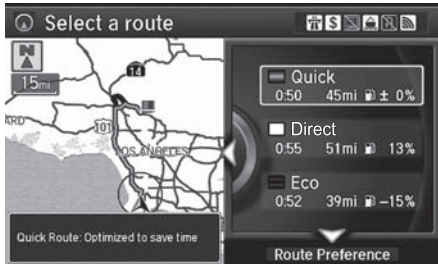 Select a route
N
15mi
14
101
LOS ANGELES
Quick
0:50 45mi ± 0%
Direct
0:55 51mi 13%
Eco
0:52 39mi –15%
Quick Route: Optimized to save time
Route Preference